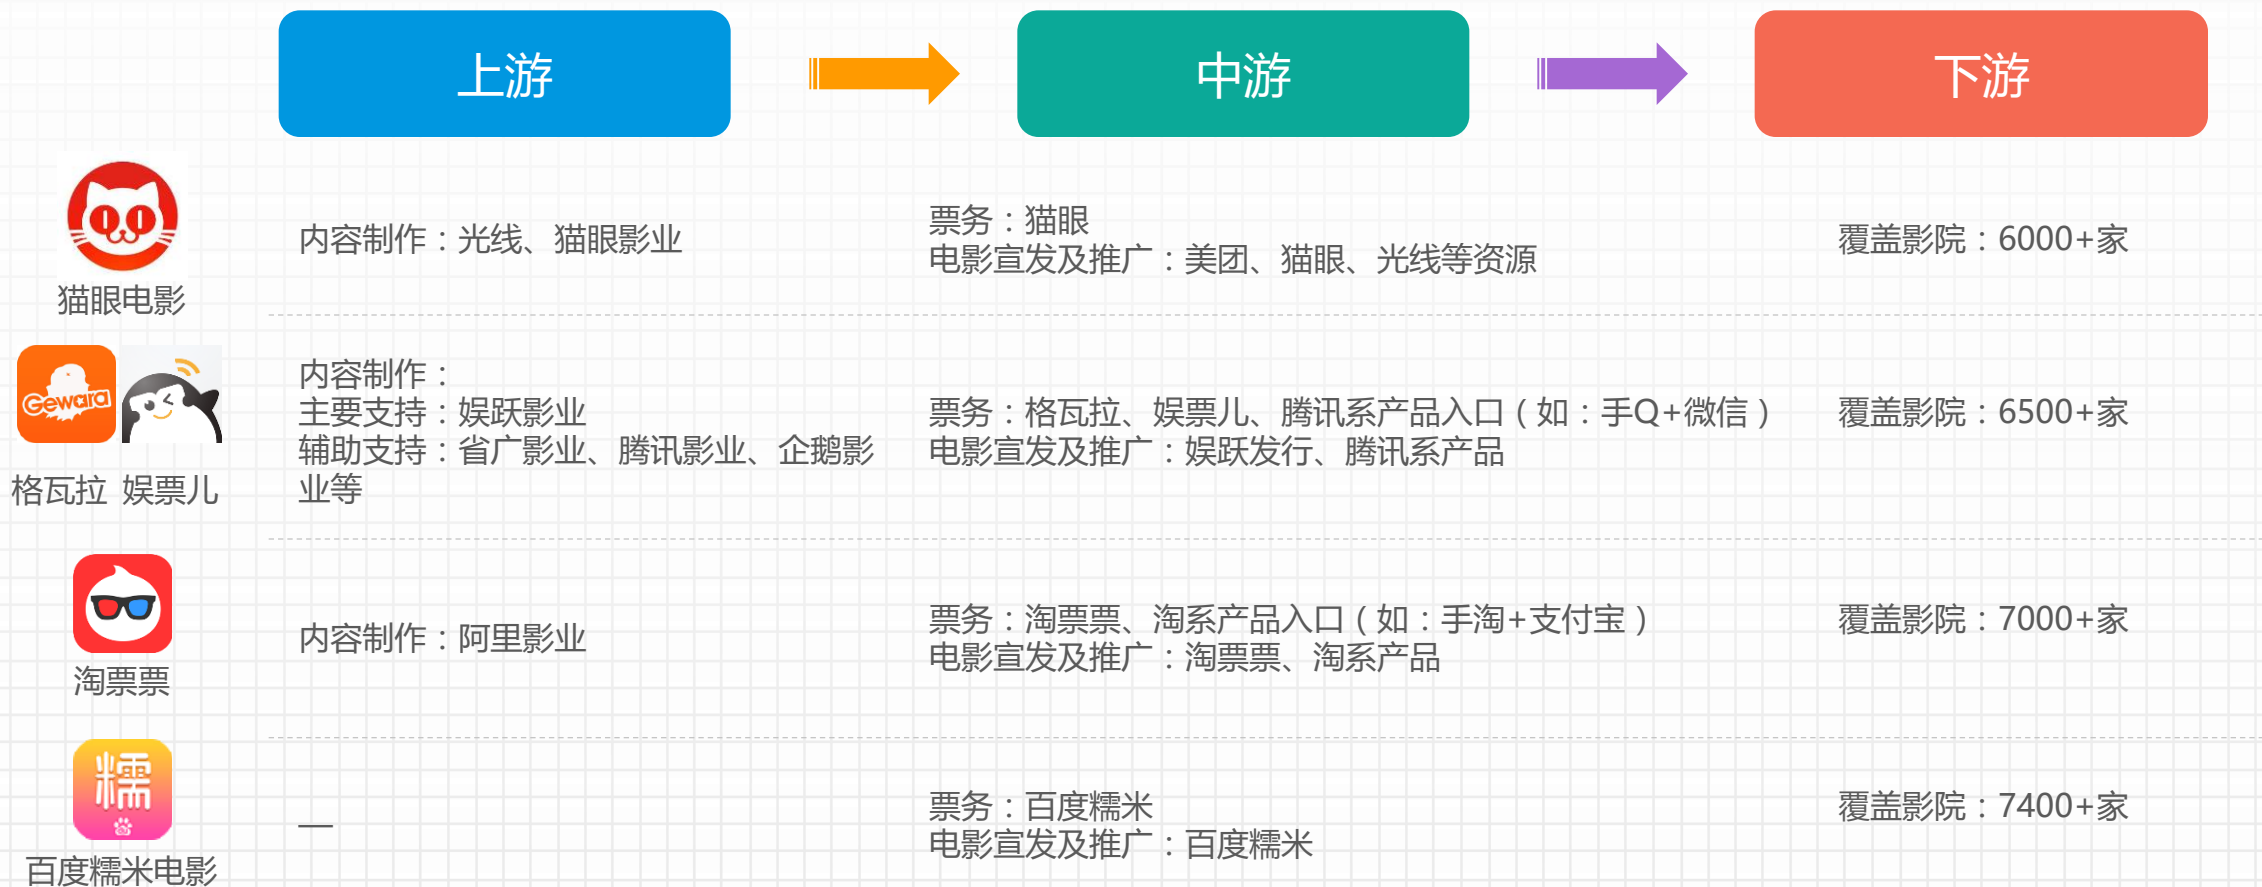 上游
中游
下游
猫眼电影
内容制作：光线、猫眼影业
票务：猫眼
电影宣发及推广：美团、猫眼、光线等资源
覆盖影院：6000+家
Gewara
格瓦拉 娱票儿
内容制作：
主要支持：娱跃影业
辅助支持：省广影业、腾讯影业、企鹅影
业等
票务：格瓦拉、娱票儿、腾讯系产品入口（如：手Q+微信）
电影宣发及推广：娱跃发行、腾讯系产品
覆盖影院：6500+家
淘票票
内容制作：阿里影业
票务：淘票票、淘系产品入口（如：手淘+支付宝）
电影宣发及推广：淘票票、淘系产品
覆盖影院：7000+家
糯
百度糯米电影
—
票务：百度糯米
电影宣发及推广：百度糯米
覆盖影院：7400+家